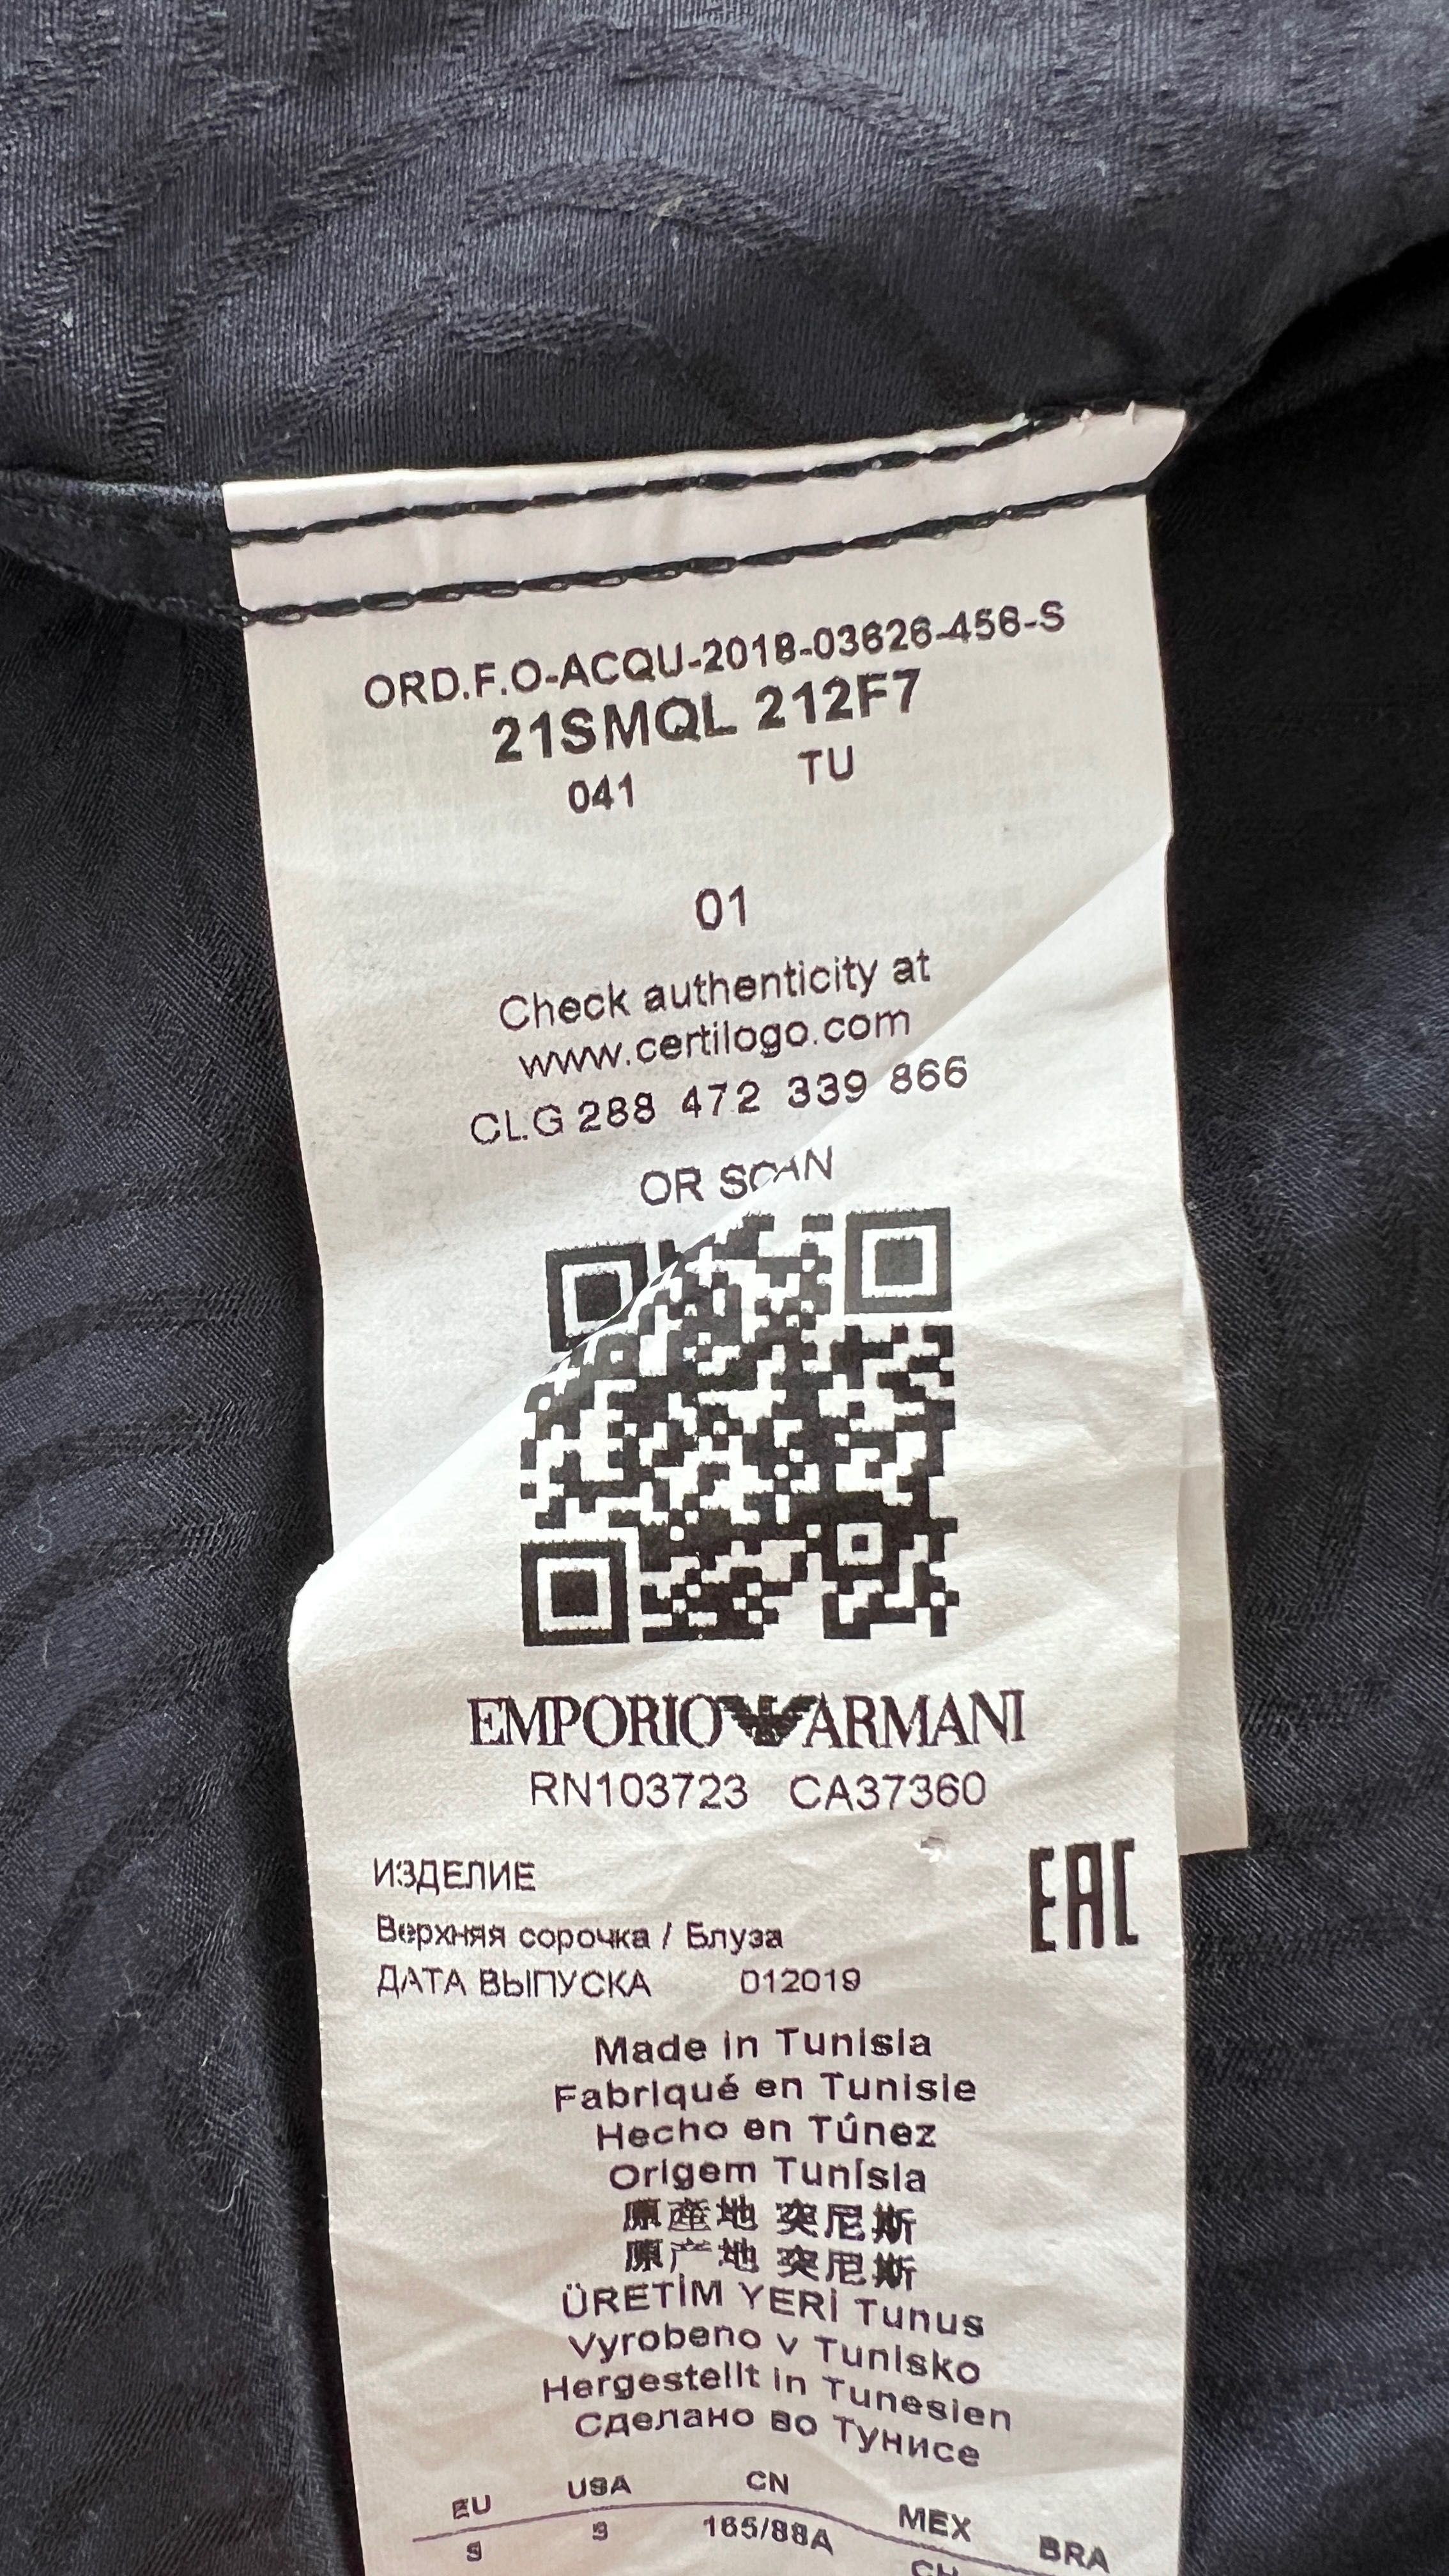 ORD.F.O-ACQU-2018-03626-456-S
21SMQL 212F7
041 TU
01
Check authenticity at
www.certilogo.com
CLG 288 472 339 866
OR SCAN
EMPORIO ARMANI
RN103723 CA37360
ИЗДЕЛИЕ
EAC
Верхняя сорочка / Блуза
ДАТА ВЫПУСКА 012019
Made in Tunisia
Fabriqué en Tunisie
Hecho en Túnez
Origem Tunísia
原產地 突尼斯
原产地 突尼斯
ÜRETİM YERİ Tunus
Vyrobeno v Tunisko
Hergestellt in Tunesien
Сделано во Тунисе
EU USA CN MEX BRA
S S 165/88A CH